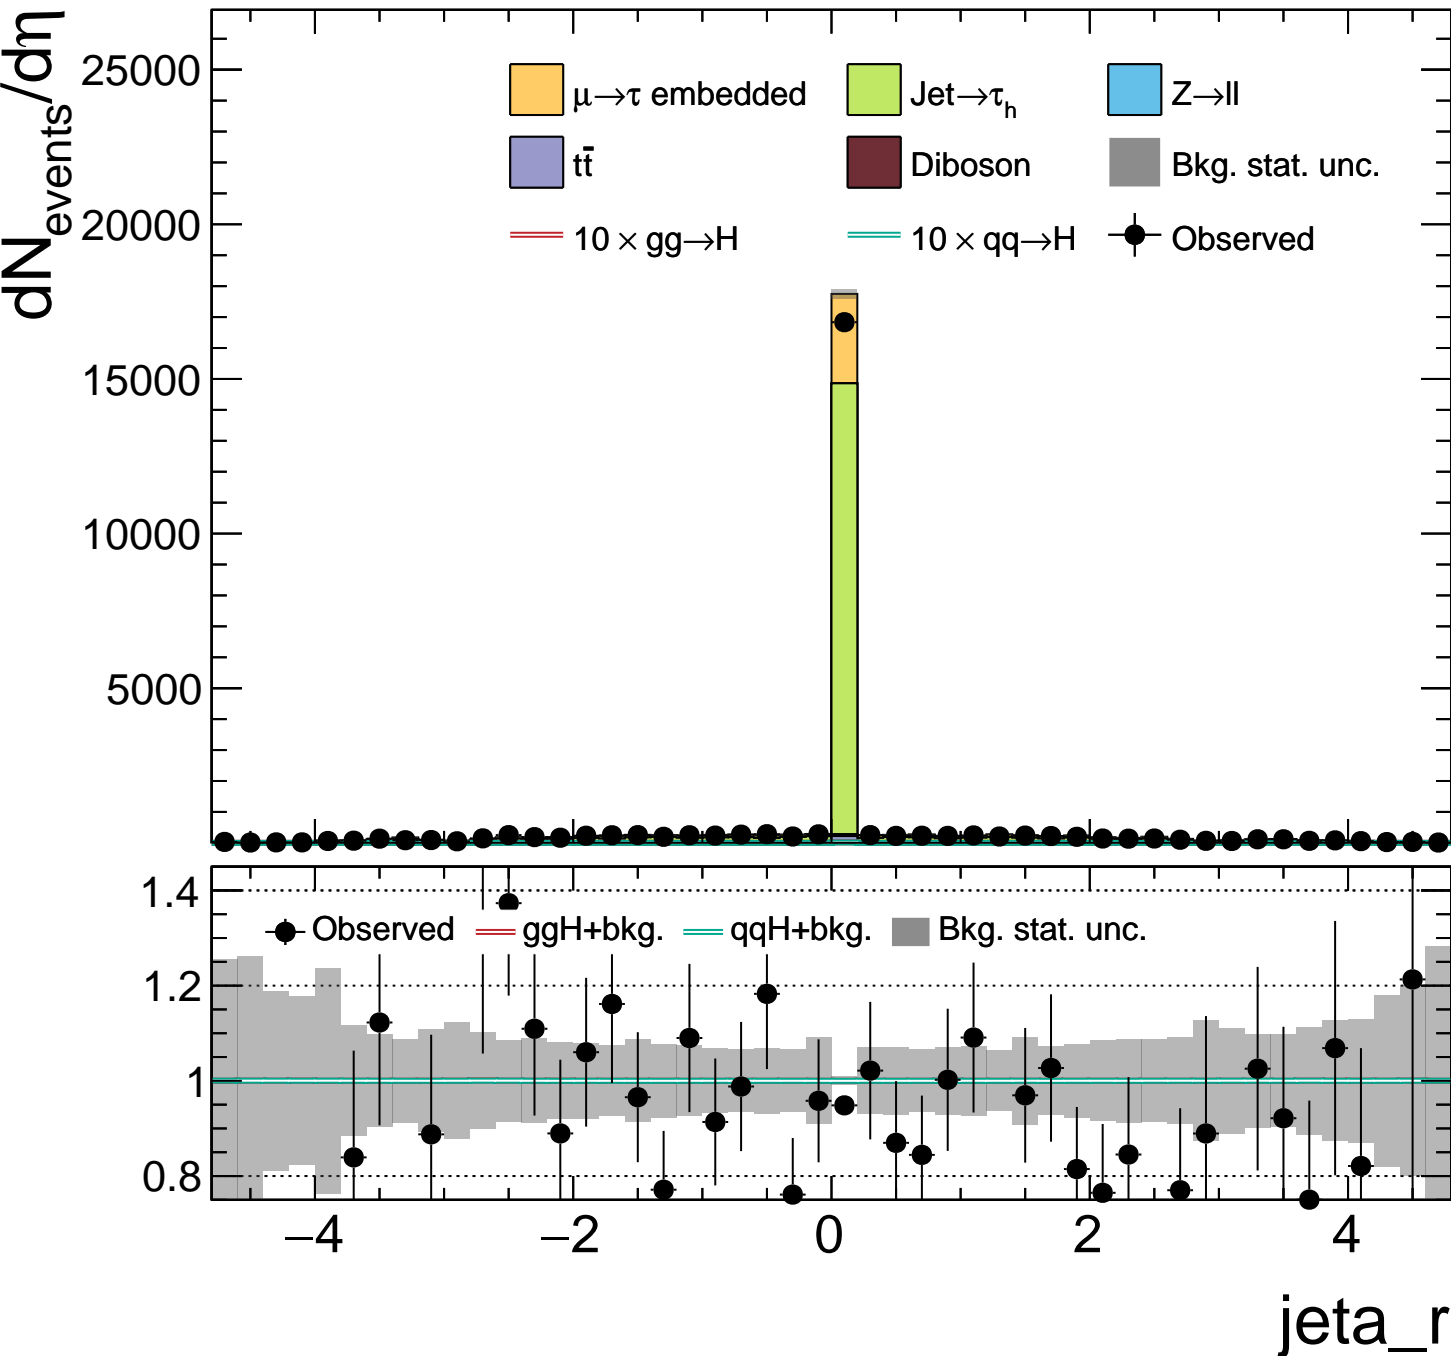 dN_events/dη
25000
20000
15000
10000
5000
μ→τ embedded
Jet→τ_h
Z→ll
tt̄
Diboson
Bkg. stat. unc.
10 × gg→H
10 × qq→H
Observed
1.4
1.2
1
0.8
Observed
ggH+bkg.
qqH+bkg.
Bkg. stat. unc.
−4
−2
0
2
4
jeta_r